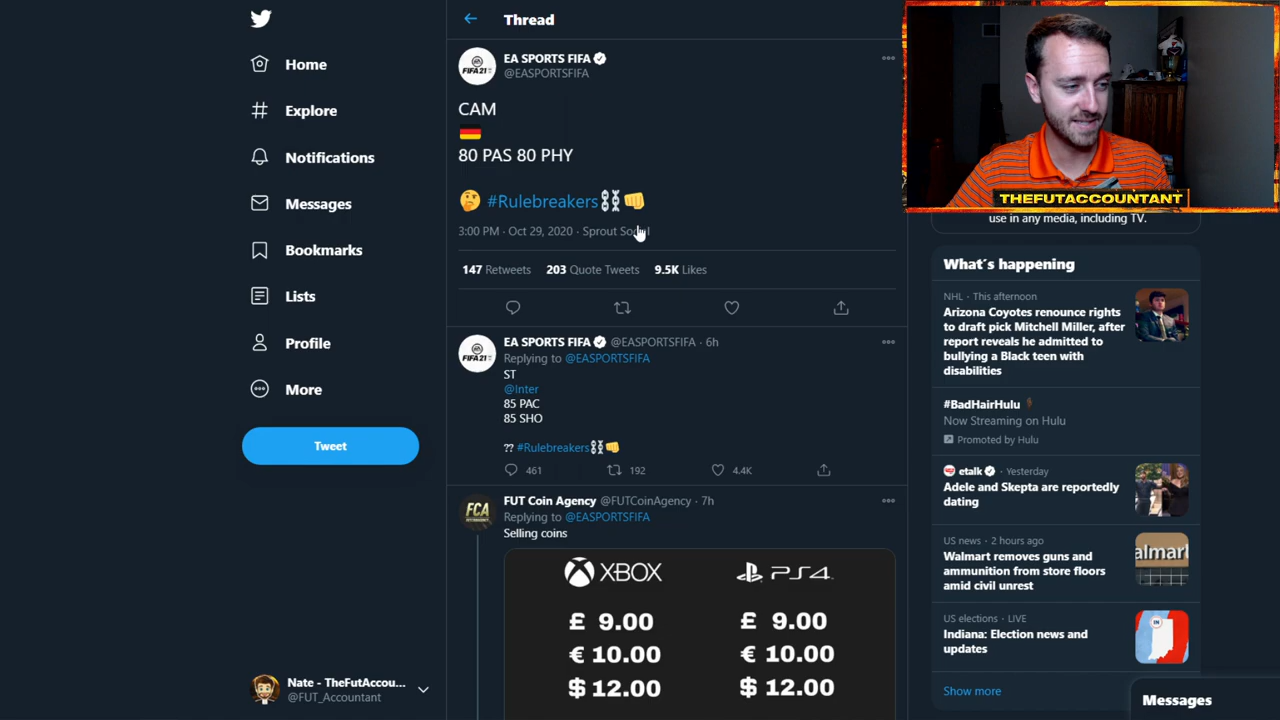 Home
Explore
Notifications
Messages
Bookmarks
Lists
Profile
More
Tweet
Nate - TheFutAccou...
@FUT_Accountant
Thread
EA SPORTS FIFA
@EASPORTSFIFA
CAM
80 PAS 80 PHY
#Rulebreakers
3:00 PM · Oct 29, 2020 · Sprout Social
147 Retweets 203 Quote Tweets 9.5K Likes
EA SPORTS FIFA @EASPORTSFIFA · 6h
Replying to @EASPORTSFIFA
ST
@Inter
85 PAC
85 SHO
?? #Rulebreakers
461 192 4.4K
FUT Coin Agency @FUTCoinAgency · 7h
Replying to @EASPORTSFIFA
Selling coins
FCA
XBOX PS4
£ 9.00 £ 9.00
€ 10.00 € 10.00
$ 12.00 $ 12.00
THEFUTACCOUNTANT
use in any media, including TV.
What's happening
NHL · This afternoon
Arizona Coyotes renounce rights
to draft pick Mitchell Miller, after
report reveals he admitted to
bullying a Black teen with
disabilities
#BadHairHulu
Now Streaming on Hulu
Promoted by Hulu
etalk · Yesterday
Adele and Skepta are reportedly
dating
US news · 2 hours ago
Walmart removes guns and
ammunition from store floors
amid civil unrest
US elections · LIVE
Indiana: Election news and
updates
Show more
Messages